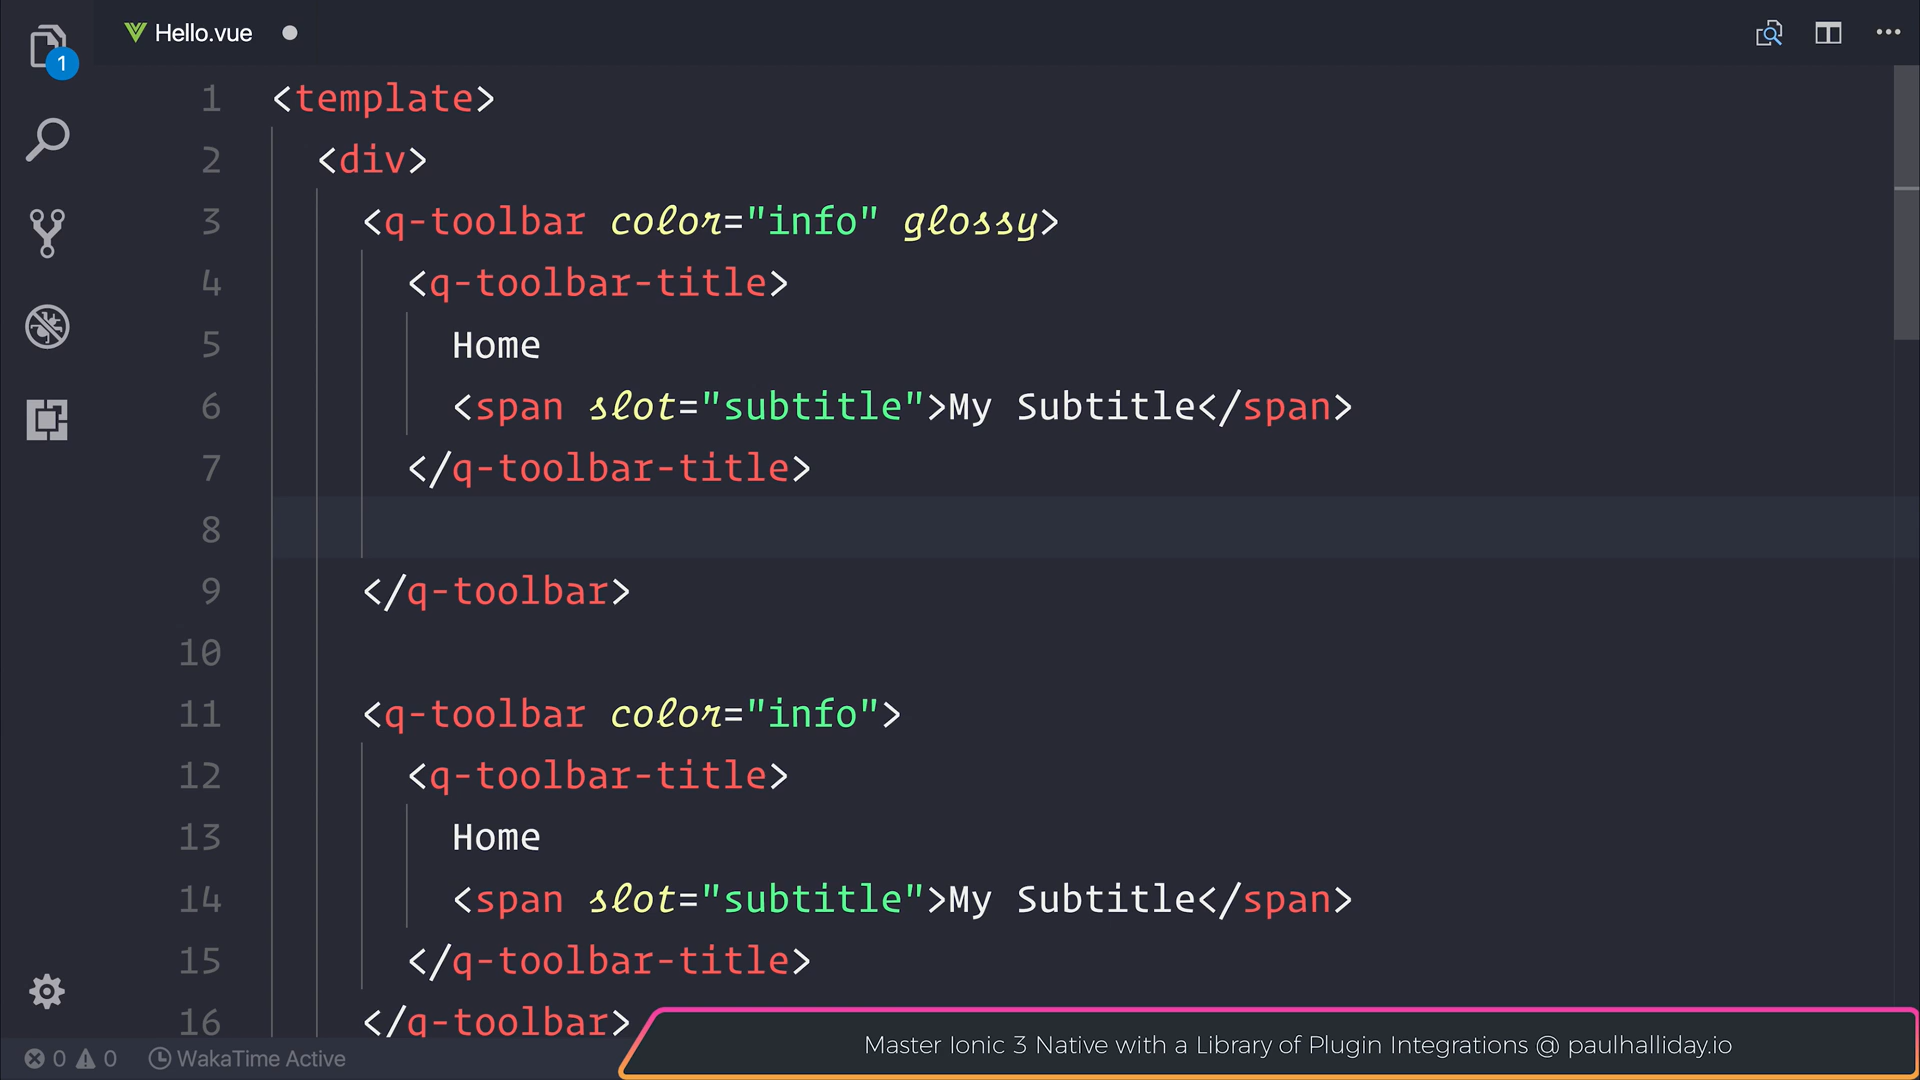 1
Hello.vue
1 <template>
2 <div>
3 <q-toolbar color="info" glossy>
4 <q-toolbar-title>
5 Home
6 <span slot="subtitle">My Subtitle</span>
7 </q-toolbar-title>
8
9 </q-toolbar>
10
11 <q-toolbar color="info">
12 <q-toolbar-title>
13 Home
14 <span slot="subtitle">My Subtitle</span>
15 </q-toolbar-title>
16 </q-toolbar>
0 0 WakaTime Active
Master Ionic 3 Native with a Library of Plugin Integrations @ paulhalliday.io